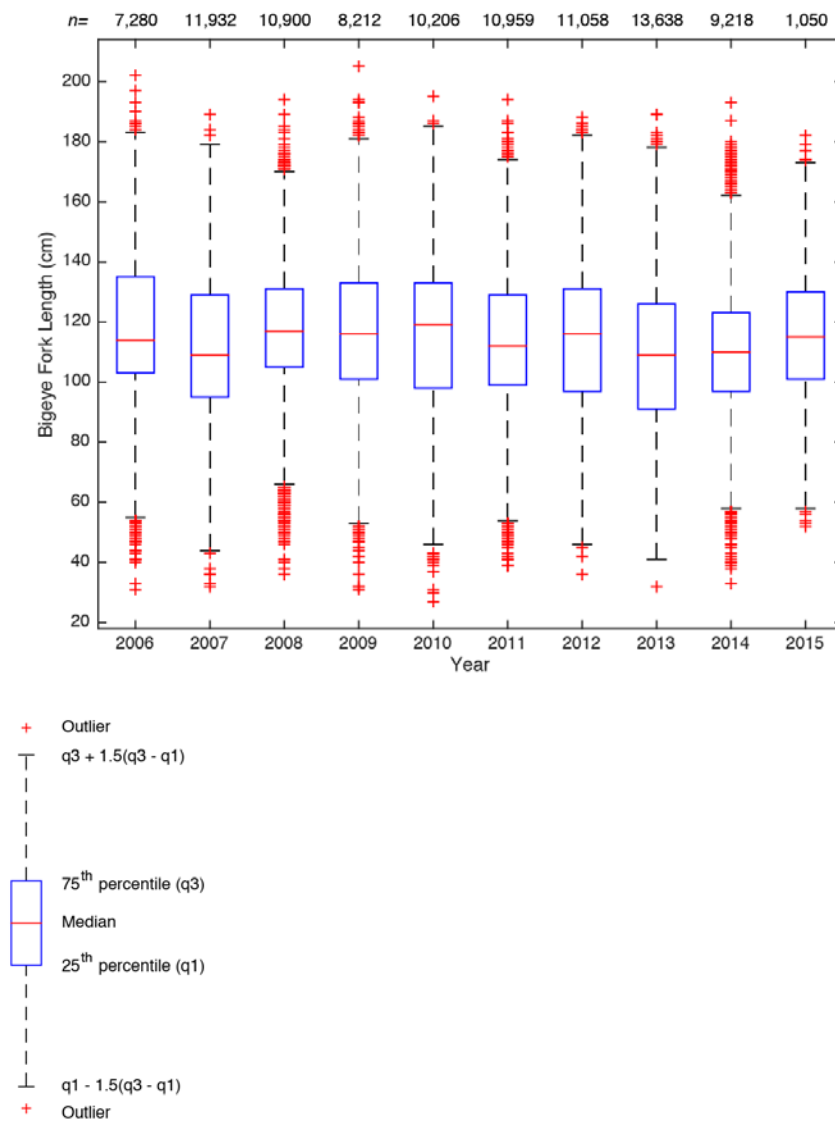 n= 7,280 11,932 10,900 8,212 10,206 10,959 11,058 13,638 9,218 1,050
200
180
160
140
120
100
80
60
40
20
Bigeye Fork Length (cm)
2006 2007 2008 2009 2010 2011 2012 2013 2014 2015
Year
Outlier
q3 + 1.5(q3 - q1)
75th percentile (q3)
Median
25th percentile (q1)
q1 - 1.5(q3 - q1)
Outlier